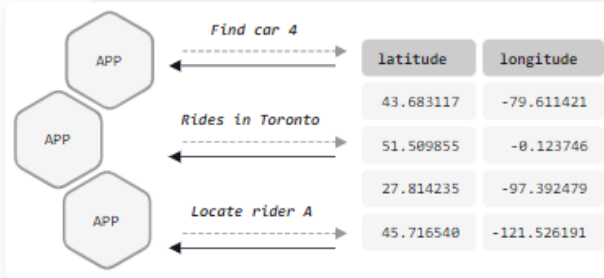 Find car 4
APP
latitude longitude
43.683117 -79.611421
Rides in Toronto
APP
51.509855 -0.123746
27.814235 -97.392479
Locate rider A
APP
45.716540 -121.526191